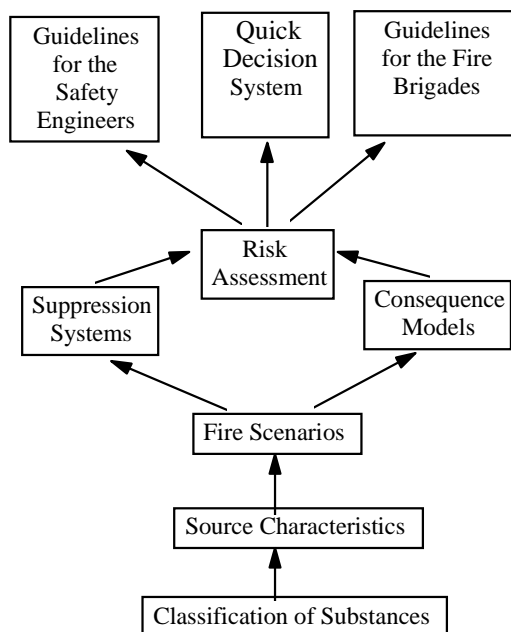 Guidelines
for the
Safety
Engineers
Quick
Decision
System
Guidelines
for the Fire
Brigades
Risk
Assessment
Suppression
Systems
Consequence
Models
Fire Scenarios
Source Characteristics
Classification of Substances